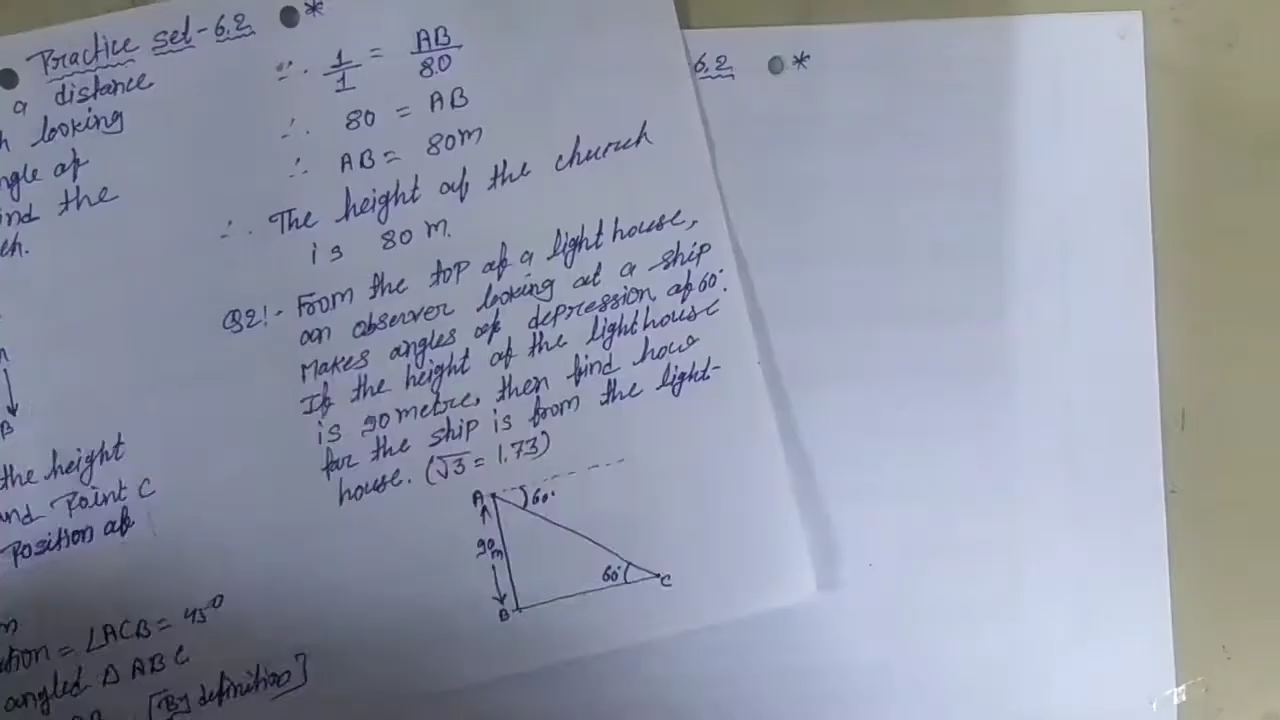 Practice set-6.2 *
a distance
looking
angle of
find the
∴ 1/1 = AB/80
∴ 80 = AB
∴ AB = 80m
∴ The height of the church
is 80 m.
Q2!- From the top of a light house,
an observer looking at a ship
makes angles of depression of 60°.
If the height of the lighthouse
is 90 metre, then find how
far the ship is from the light-
house. (√3 = 1.73)
A 60°
90 m
60° C
B
B
the height
and Point C
Position of
= ∠ACB = 45°
angled Δ ABC
[By definition]
6.2 *